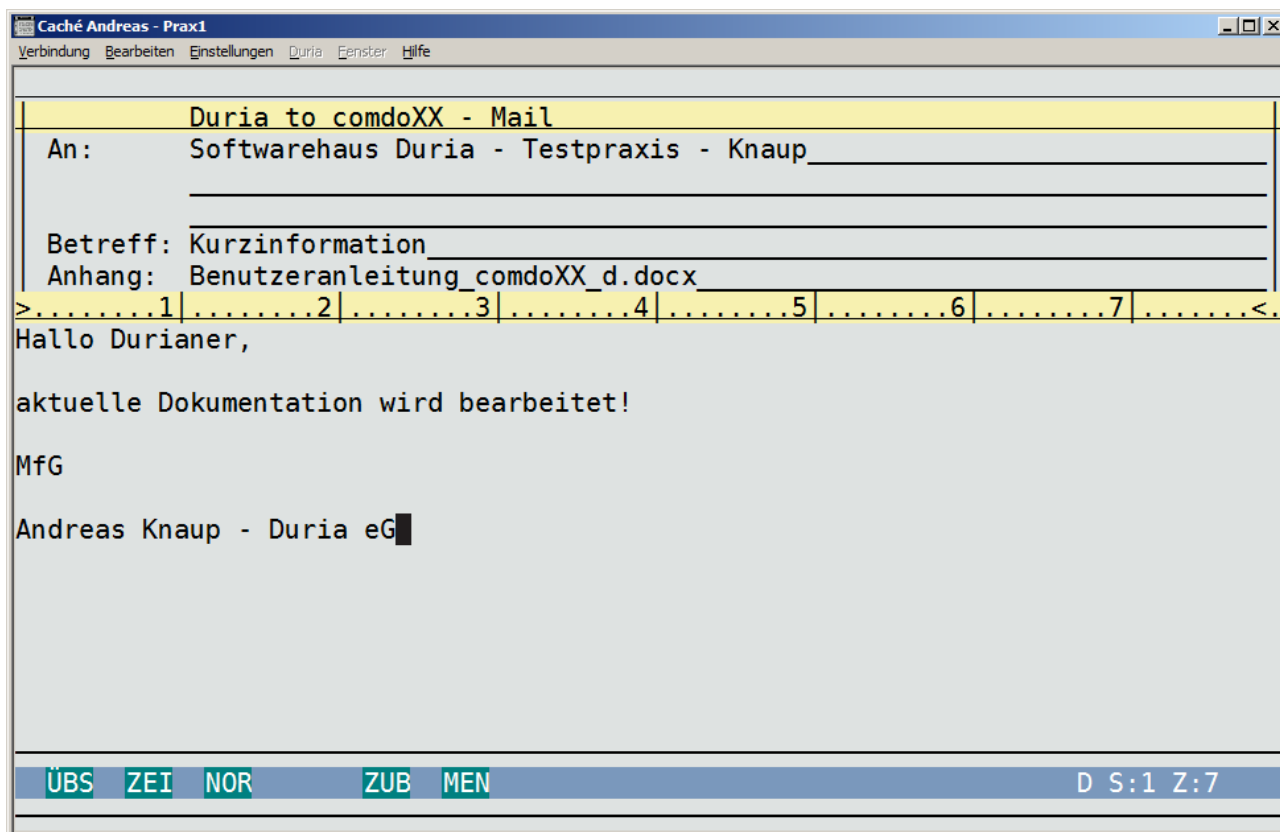 Caché Andreas - Prax1
Verbindung Bearbeiten Einstellungen Duria Fenster Hilfe
Duria to comdoXX - Mail
An: Softwarehaus Duria - Testpraxis - Knaup
Betreff: Kurzinformation
Anhang: Benutzeranleitung_comdoXX_d.docx
>.........1|.........2|.........3|.........4|.........5|.........6|.........7|.......<.
Hallo Durianer,
aktuelle Dokumentation wird bearbeitet!
MfG
Andreas Knaup - Duria eG
ÜBS ZEI NOR ZUB MEN D S:1 Z:7